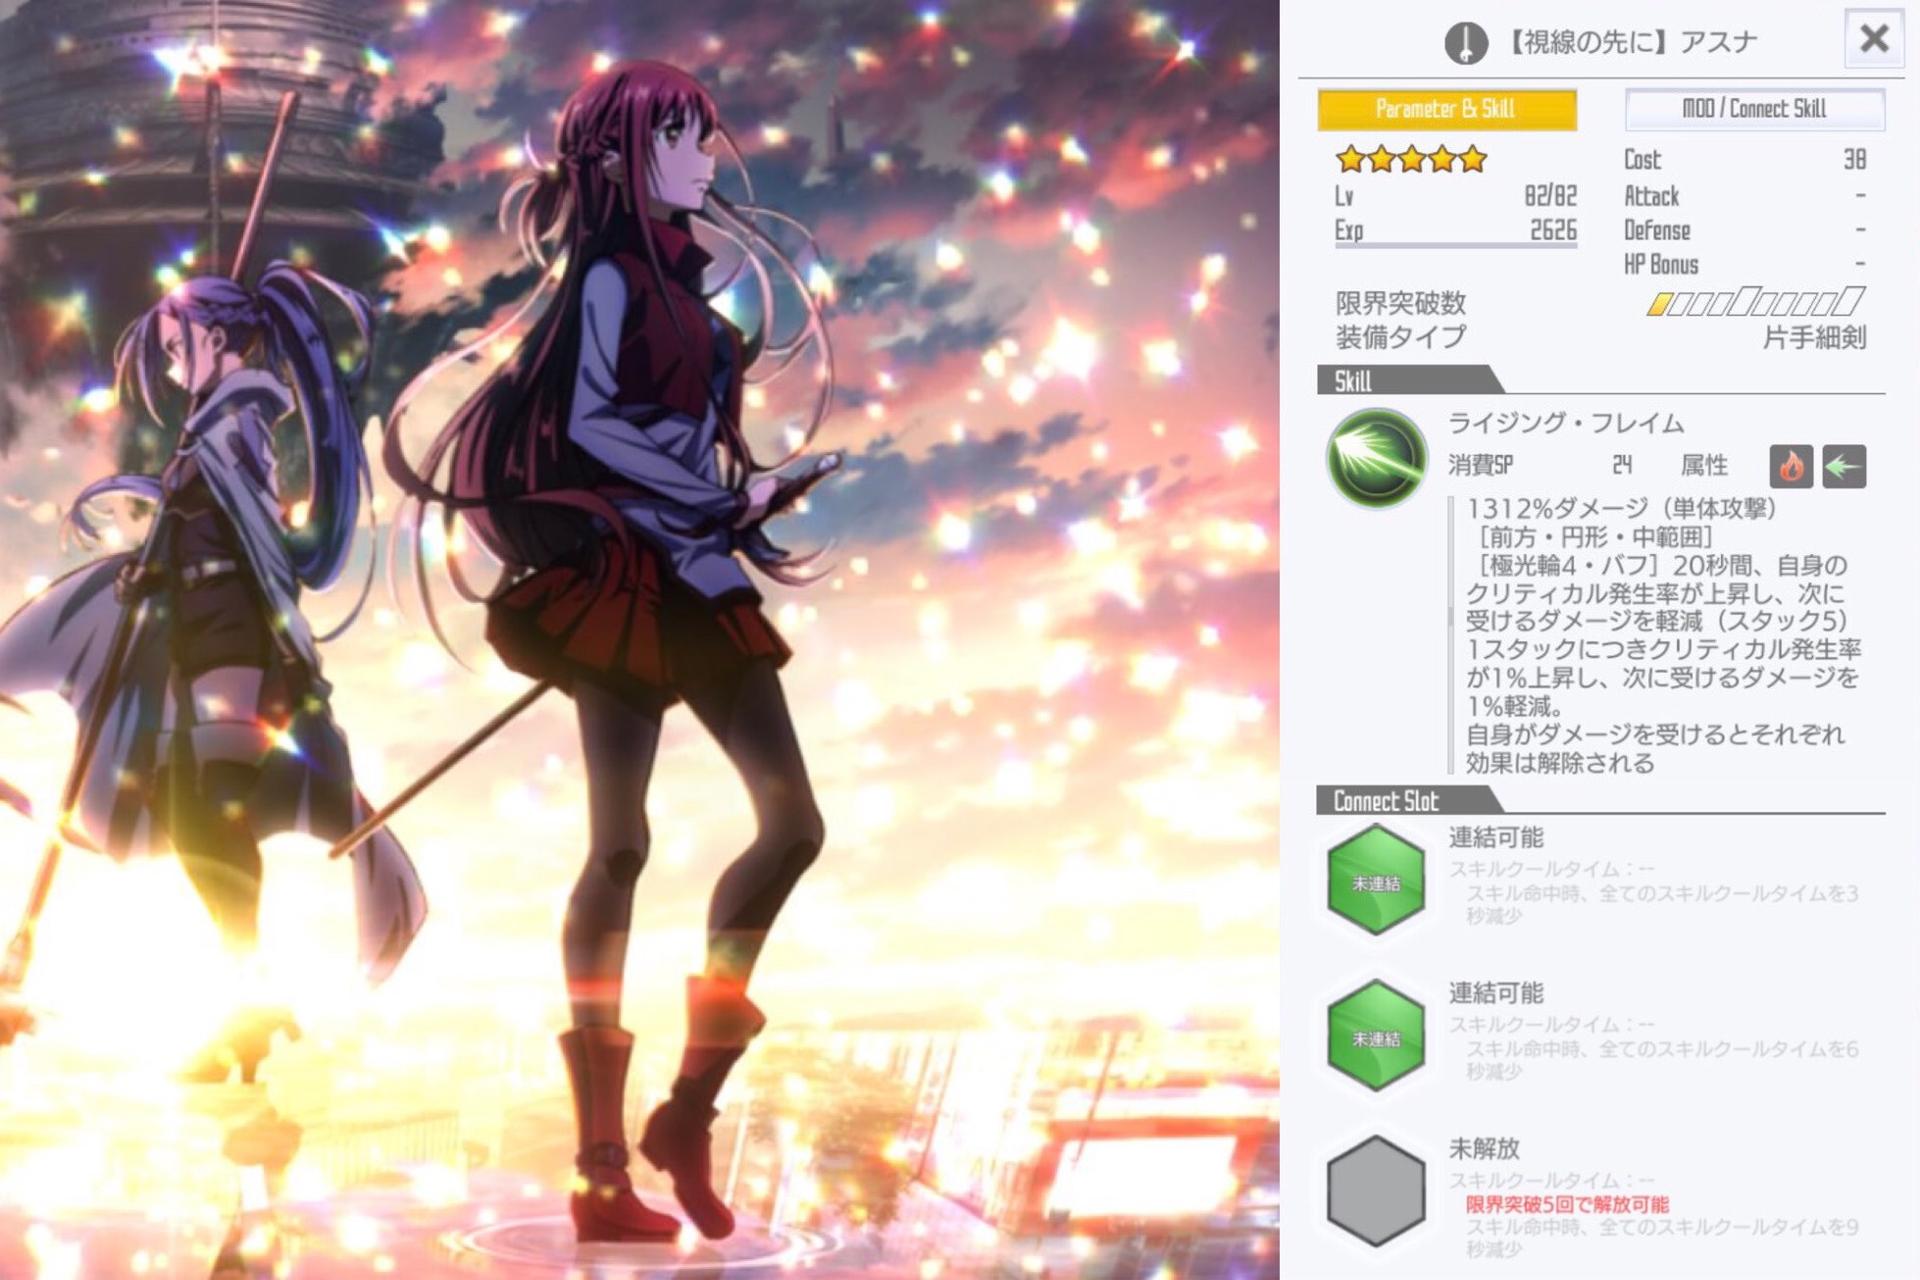 【視線の先に】アスナ
Parameter & Skill
MOD / Connect Skill
Lv 82/82
Exp 2626
Cost 38
Attack -
Defense -
HP Bonus -
限界突破数
装備タイプ 片手細剣
Skill
ライジング・フレイム
消費SP 24 属性
1312%ダメージ（単体攻撃）
［前方・円形・中範囲］
［極光輪4・バフ］20秒間、自身の
クリティカル発生率が上昇し、次に
受けるダメージを軽減（スタック5）
1スタックにつきクリティカル発生率
が1%上昇し、次に受けるダメージを
1%軽減。
自身がダメージを受けるとそれぞれ
効果は解除される
Connect Slot
未連結
連結可能
スキルクールタイム：--
スキル命中時、全てのスキルクールタイムを3
秒減少
未連結
連結可能
スキルクールタイム：--
スキル命中時、全てのスキルクールタイムを6
秒減少
未解放
スキルクールタイム：--
限界突破5回で解放可能
スキル命中時、全てのスキルクールタイムを9
秒減少